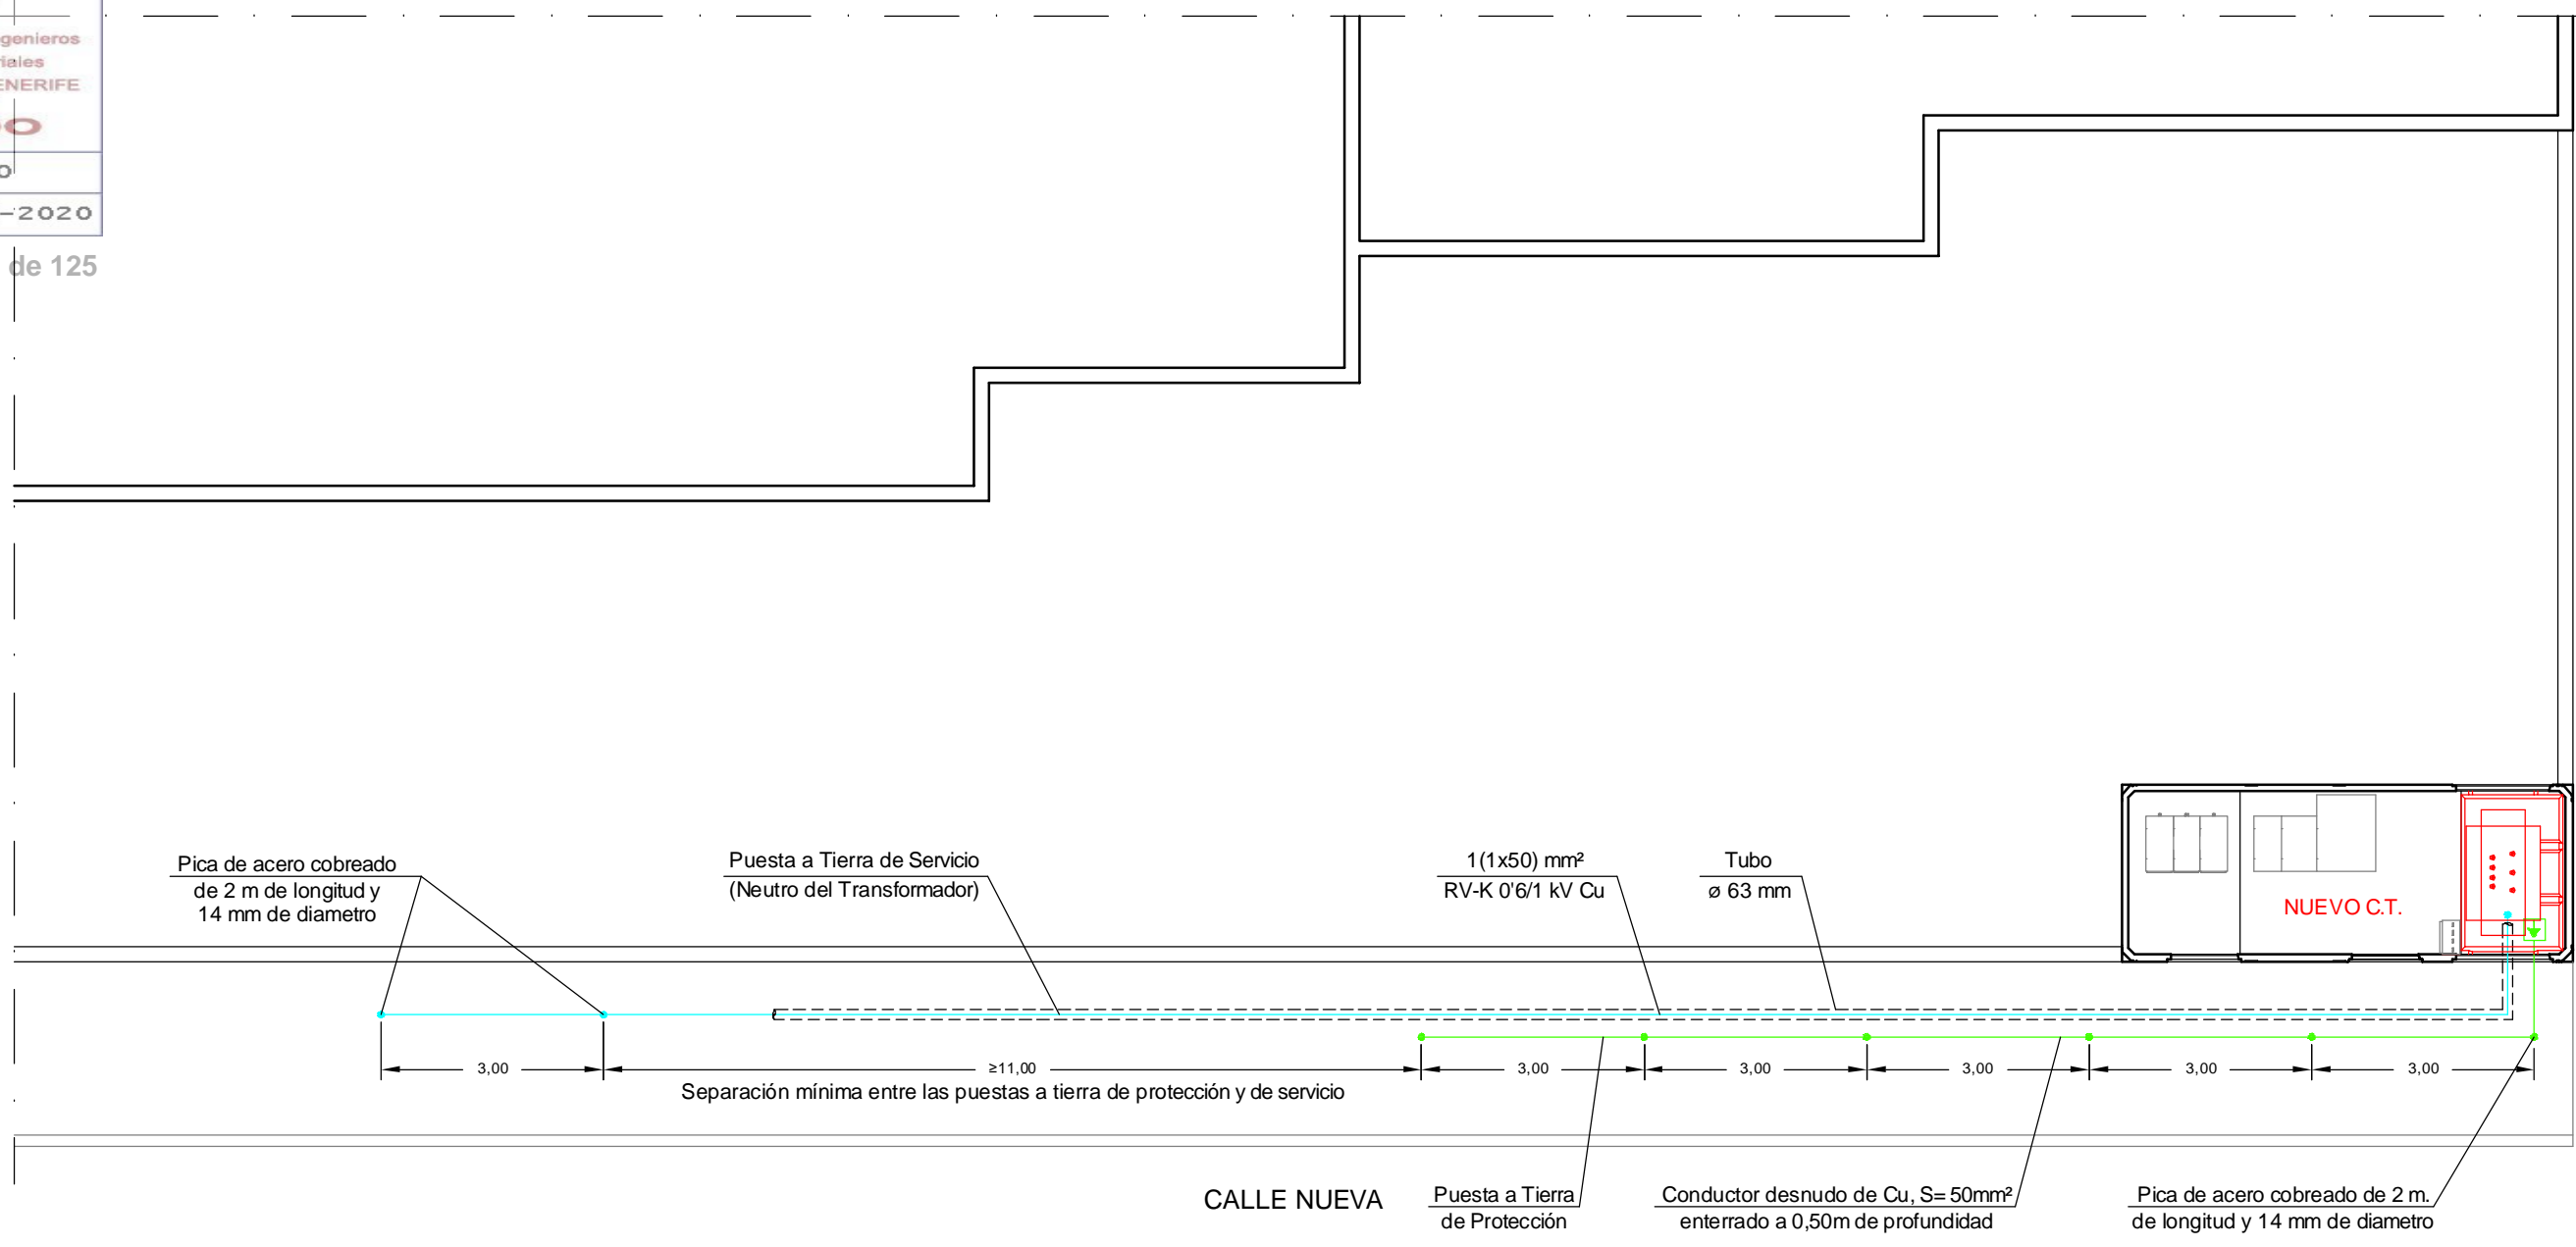 ENERIFE
-2020
de 125
Pica de acero cobreado
de 2 m de longitud y
14 mm de diametro
Puesta a Tierra de Servicio
(Neutro del Transformador)
1(1x50) mm²
RV-K 0'6/1 kV Cu
Tubo
ø 63 mm
NUEVO C.T.
3,00
≥11,00
3,00
3,00
3,00
3,00
3,00
Separación mínima entre las puestas a tierra de protección y de servicio
CALLE NUEVA
Puesta a Tierra
de Protección
Conductor desnudo de Cu, S= 50mm²
enterrado a 0,50m de profundidad
Pica de acero cobreado de 2 m.
de longitud y 14 mm de diametro